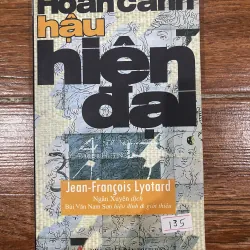 Hoàn cảnh
hậu
hiện
đại
Jean-François Lyotard
Ngân Xuyên dịch
Bùi Văn Nam Sơn hiệu đính & giới thiệu
135